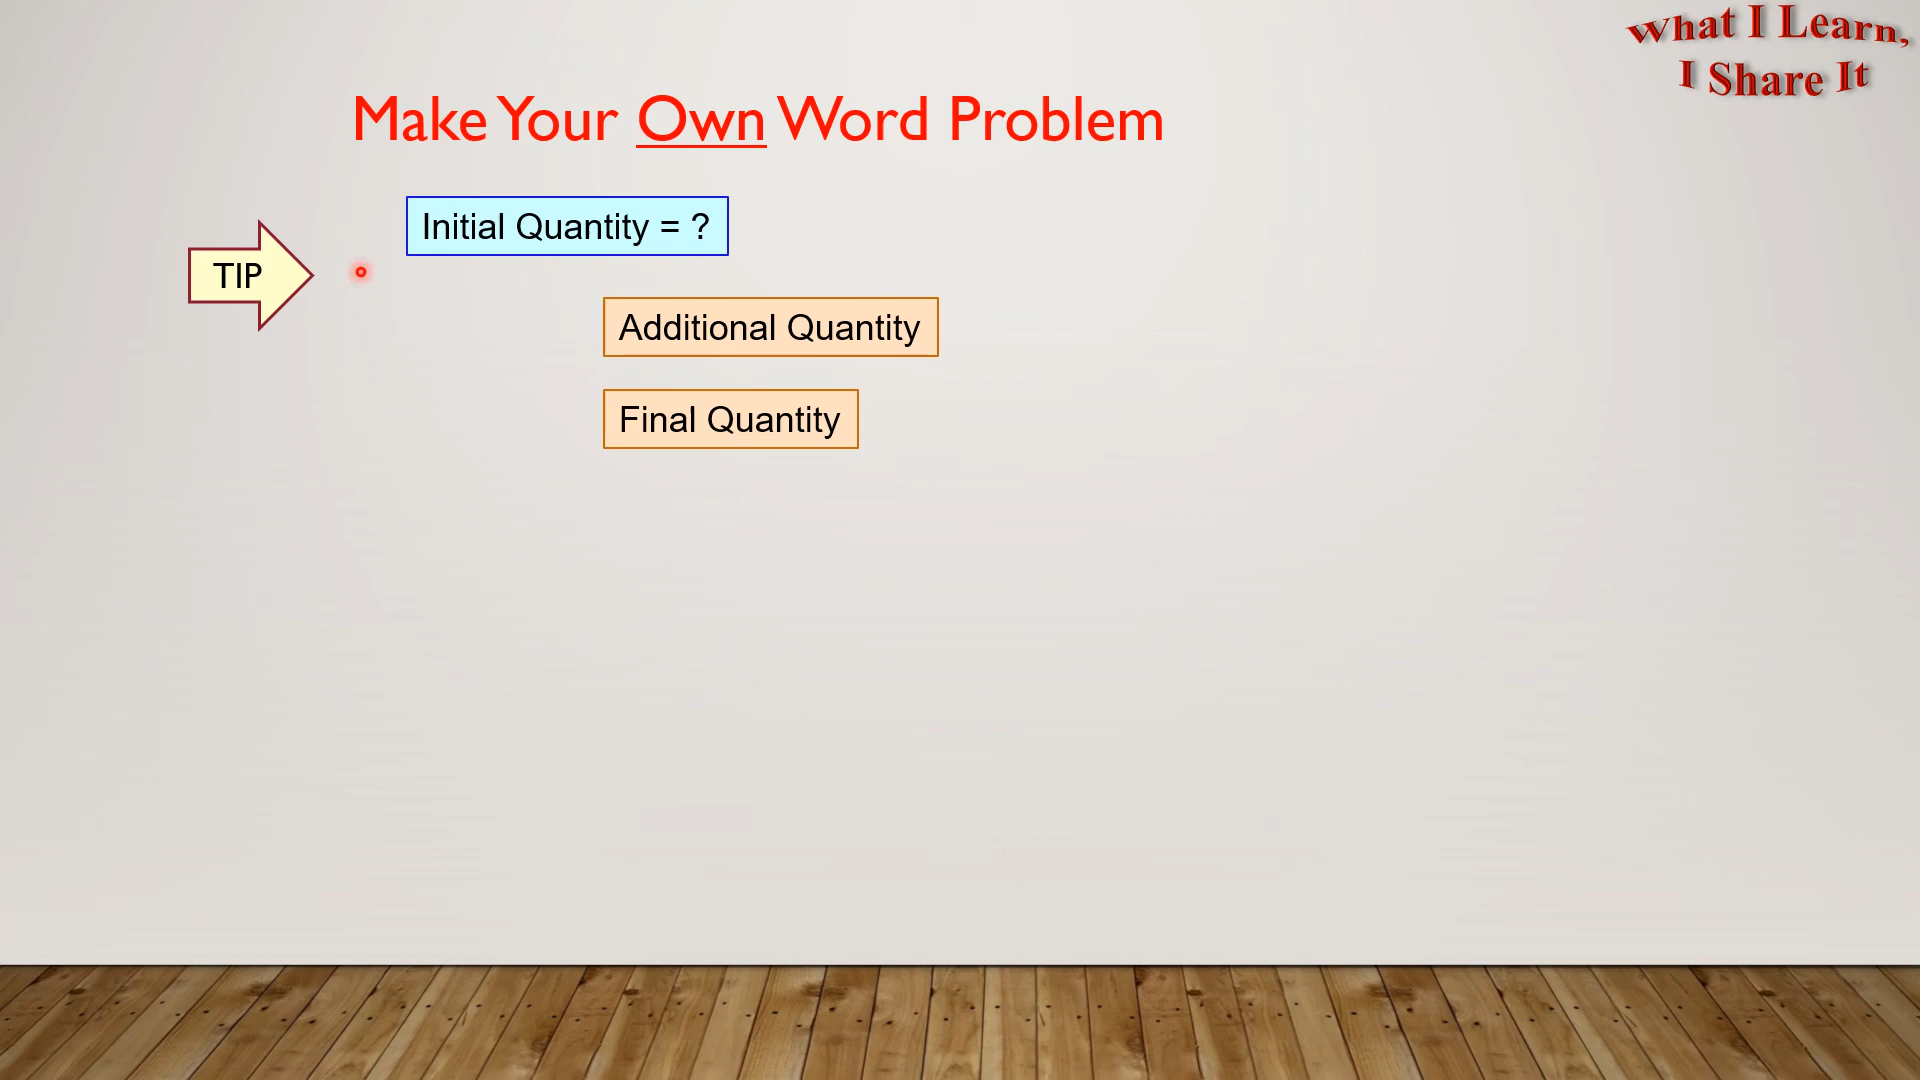 What I Learn,
I Share It
Make Your Own Word Problem
Initial Quantity = ?
TIP
Additional Quantity
Final Quantity